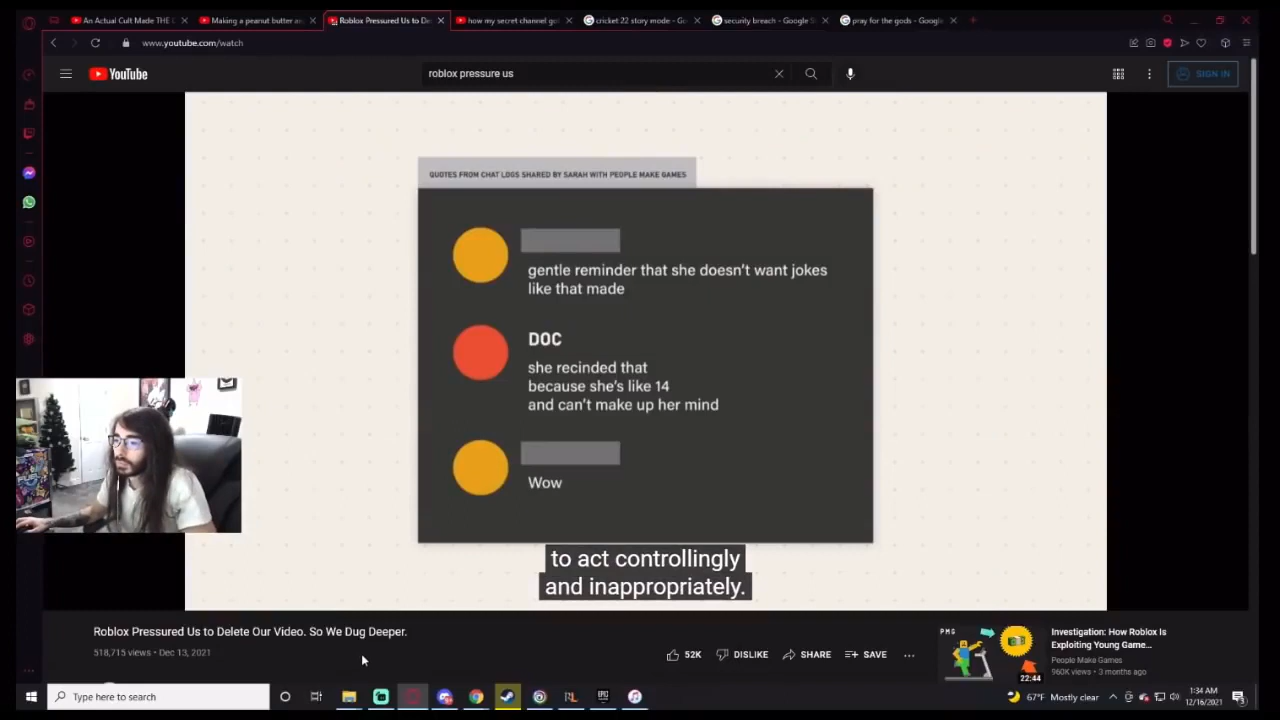 An Actual Cult Made THE
Making a peanut butter an
Roblox Pressured Us to De
how my secret channel got
cricket 22 story mode - Go
security breach - Google S
pray for the gods - Google
www.youtube.com/watch
YouTube
roblox pressure us
SIGN IN
QUOTES FROM CHAT LOGS SHARED BY SARAH WITH PEOPLE MAKE GAMES
gentle reminder that she doesn't want jokes
like that made
DOC
she recinded that
because she's like 14
and can't make up her mind
Wow
to act controllingly
and inappropriately.
Roblox Pressured Us to Delete Our Video. So We Dug Deeper.
518,715 views • Dec 13, 2021
52K
DISLIKE
SHARE
SAVE
PMG
22:44
Investigation: How Roblox Is
Exploiting Young Game...
People Make Games
960K views • 3 months ago
Type here to search
67°F Mostly clear
1:34 AM
12/16/2021